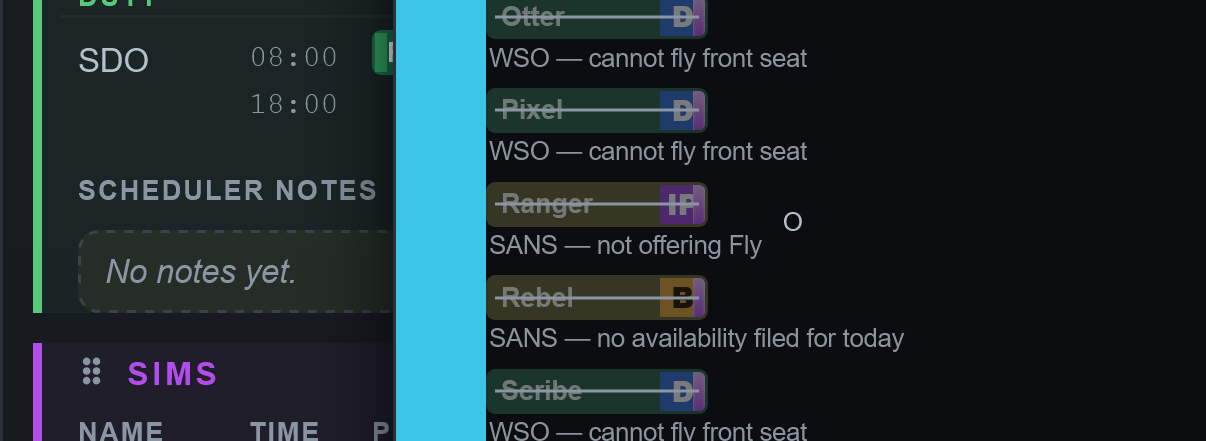 SDO 08:00
18:00
SCHEDULER NOTES
No notes yet.
SIMS
NAME TIME P
Otter D
WSO — cannot fly front seat
Pixel D
WSO — cannot fly front seat
Ranger IP
O
SANS — not offering Fly
Rebel B
SANS — no availability filed for today
Scribe D
WSO — cannot fly front seat